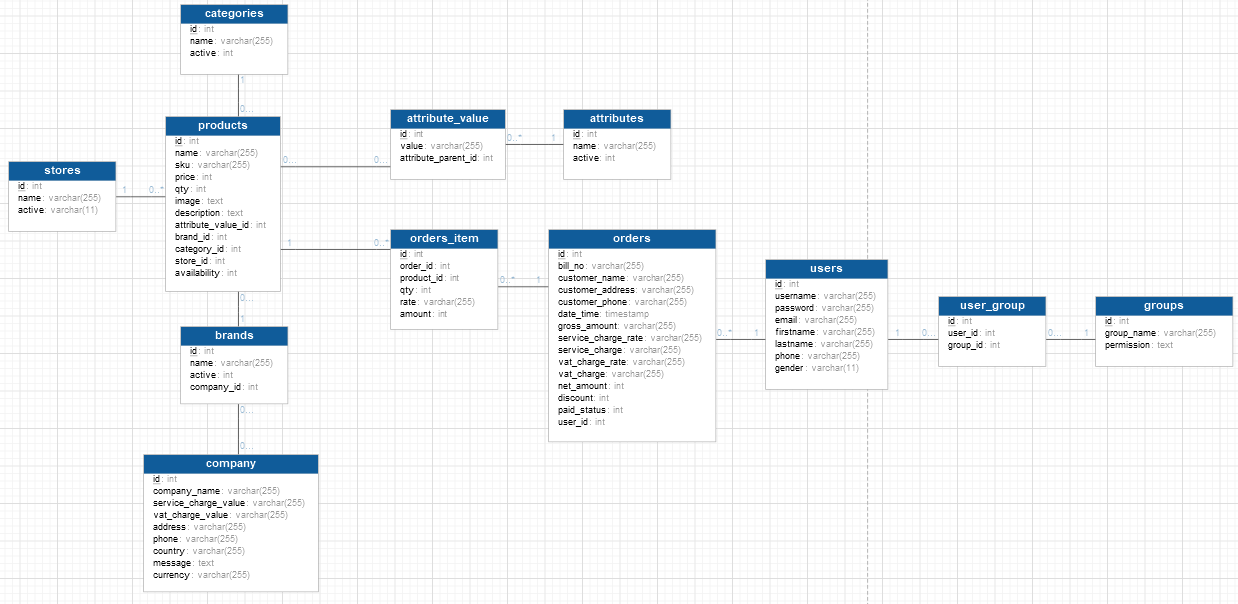 categories
id: int
name: varchar(255)
active: int
1
0...
products
id: int
name: varchar(255)
sku: varchar(255)
price: int
qty: int
image: text
description: text
attribute_value_id: int
brand_id: int
category_id: int
store_id: int
availability: int
stores
id: int
name: varchar(255)
active: varchar(11)
1
0..*
attribute_value
id: int
value: varchar(255)
attribute_parent_id: int
0...
0...
attributes
id: int
name: varchar(255)
active: int
0..*
1
orders_item
id: int
order_id: int
product_id: int
qty: int
rate: varchar(255)
amount: int
1
0..*
orders
id: int
bill_no: varchar(255)
customer_name: varchar(255)
customer_address: varchar(255)
customer_phone: varchar(255)
date_time: timestamp
gross_amount: varchar(255)
service_charge_rate: varchar(255)
service_charge: varchar(255)
vat_charge_rate: varchar(255)
vat_charge: varchar(255)
net_amount: int
discount: int
paid_status: int
user_id: int
0..*
1
users
id: int
username: varchar(255)
password: varchar(255)
email: varchar(255)
firstname: varchar(255)
lastname: varchar(255)
phone: varchar(255)
gender: varchar(11)
0..*
1
user_group
id: int
user_id: int
group_id: int
1
0...
groups
id: int
group_name: varchar(255)
permission: text
0...
1
0...
1
brands
id: int
name: varchar(255)
active: int
company_id: int
0...
0...
company
id: int
company_name: varchar(255)
service_charge_value: varchar(255)
vat_charge_value: varchar(255)
address: varchar(255)
phone: varchar(255)
country: varchar(255)
message: text
currency: varchar(255)